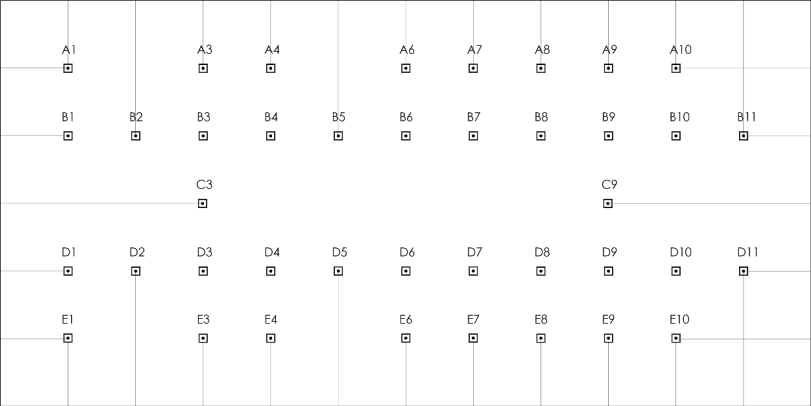 A1 A3 A4 A6 A7 A8 A9 A10
B1 B2 B3 B4 B5 B6 B7 B8 B9 B10 B11
C3 C9
D1 D2 D3 D4 D5 D6 D7 D8 D9 D10 D11
E1 E3 E4 E6 E7 E8 E9 E10